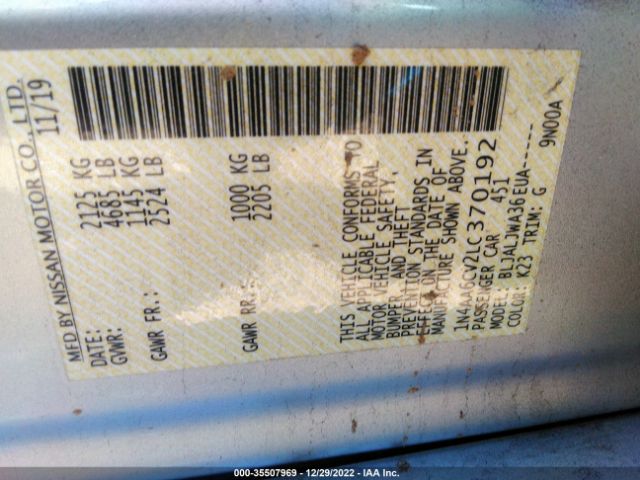 MFD BY NISSAN MOTOR CO., LTD.
DATE: 11/19
GVWR: 2125 KG
4685 LB
GAWR FR.: 1145 KG
2524 LB
GAWR RR.: 1000 KG
2205 LB
THIS VEHICLE CONFORMS TO
ALL APPLICABLE FEDERAL
MOTOR VEHICLE SAFETY,
BUMPER, AND THEFT
PREVENTION STANDARDS IN
EFFECT ON THE DATE OF
MANUFACTURE SHOWN ABOVE.
1N4AA6CV2LC370192
PASSENGER CAR 451
MODEL: BLJALJWA36EUA------
COLOR: K23 TRIM: G 9N00A
000-35507969 - 12/29/2022 - IAA Inc.